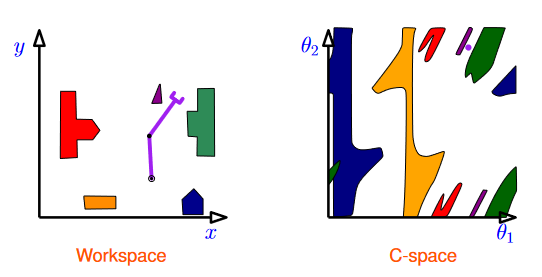 y
x
Workspace
θ₂
θ₁
C-space